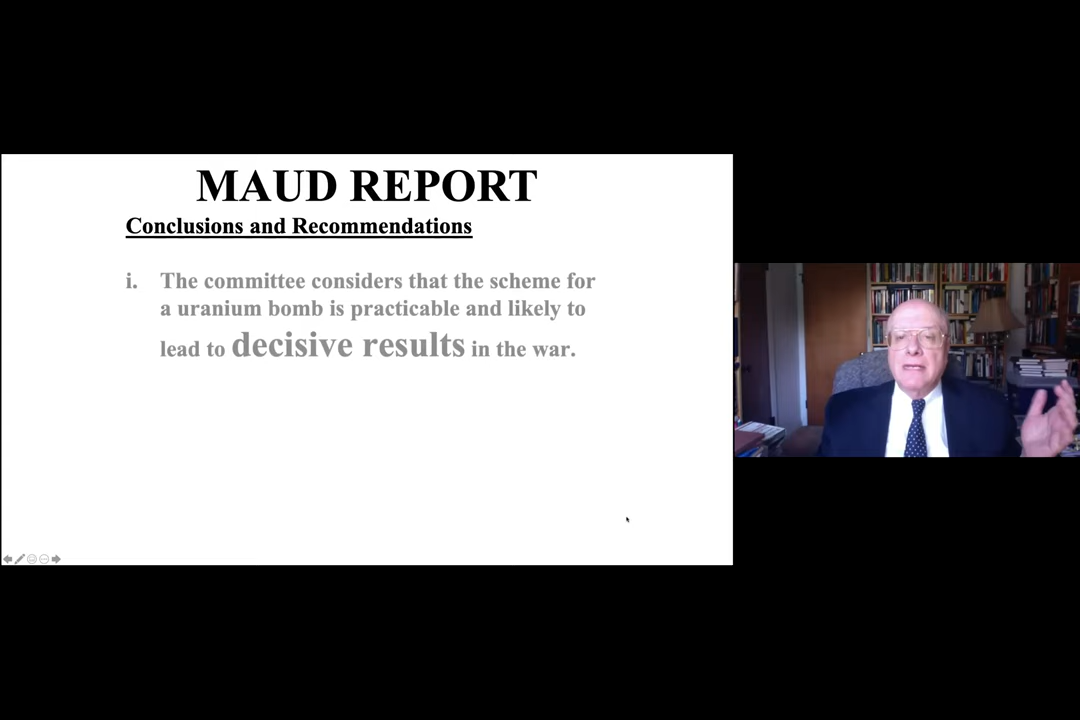 MAUD REPORT
Conclusions and Recommendations
i. The committee considers that the scheme for
a uranium bomb is practicable and likely to
lead to decisive results in the war.